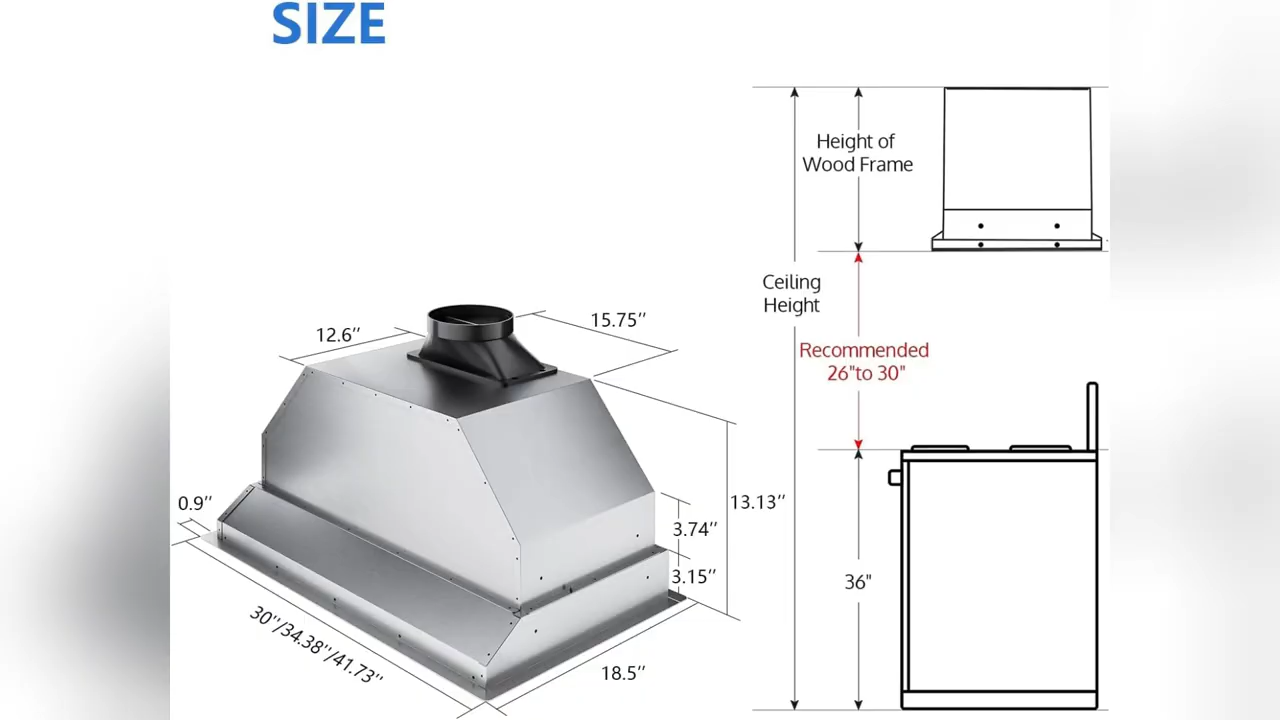 SIZE
Height of
Wood Frame
Ceiling
Height
Recommended
26"to 30"
36"
12.6''
15.75''
0.9''
13.13''
3.74''
3.15''
30''/34.38''/41.73''
18.5''